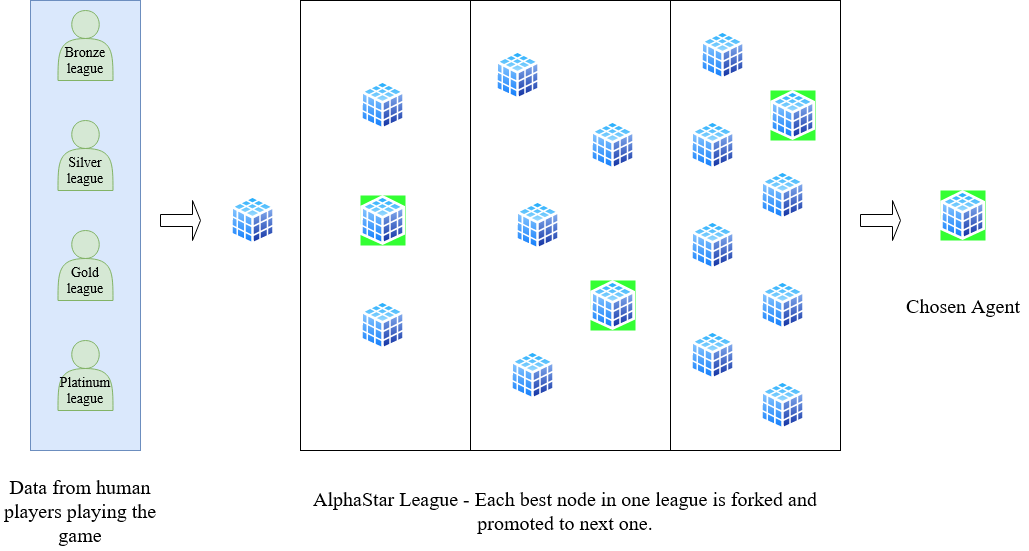 Bronze
league
Silver
league
Gold
league
Platinum
league
Data from human
players playing the
game
AlphaStar League - Each best node in one league is forked and
promoted to next one.
Chosen Agent